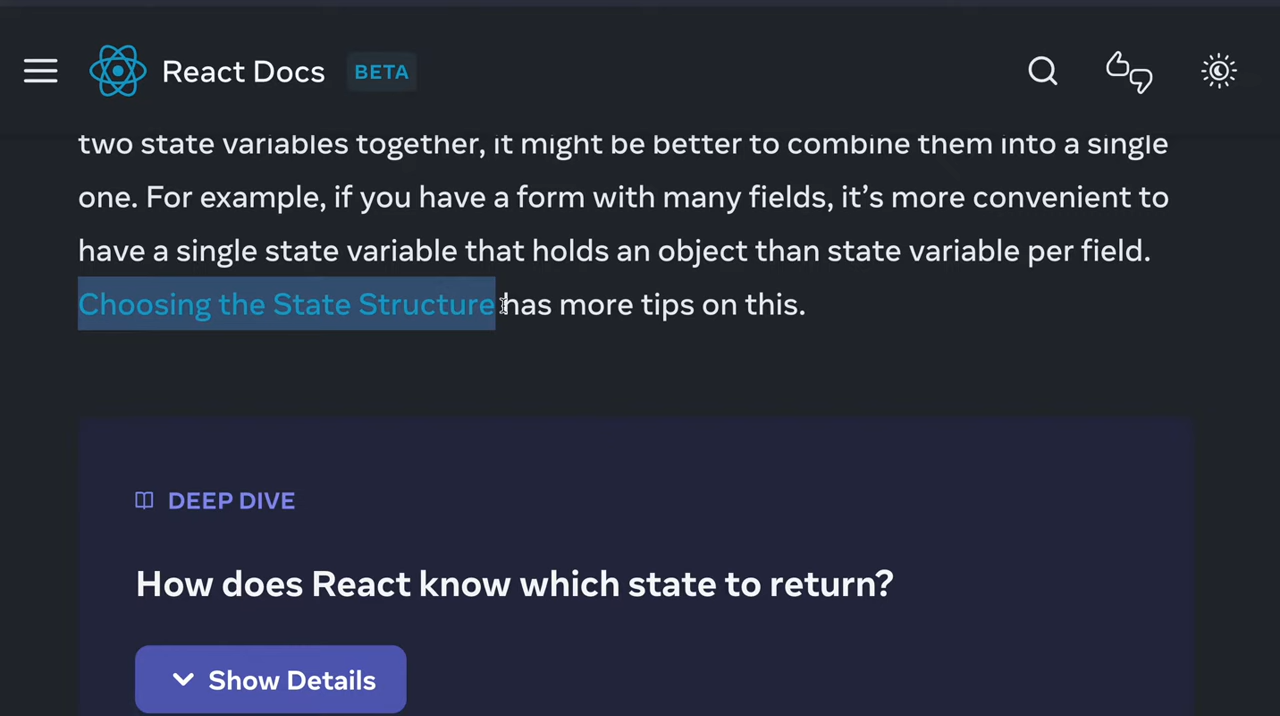 React Docs BETA
two state variables together, it might be better to combine them into a single
one. For example, if you have a form with many fields, it’s more convenient to
have a single state variable that holds an object than state variable per field.
Choosing the State Structure has more tips on this.
DEEP DIVE
How does React know which state to return?
Show Details